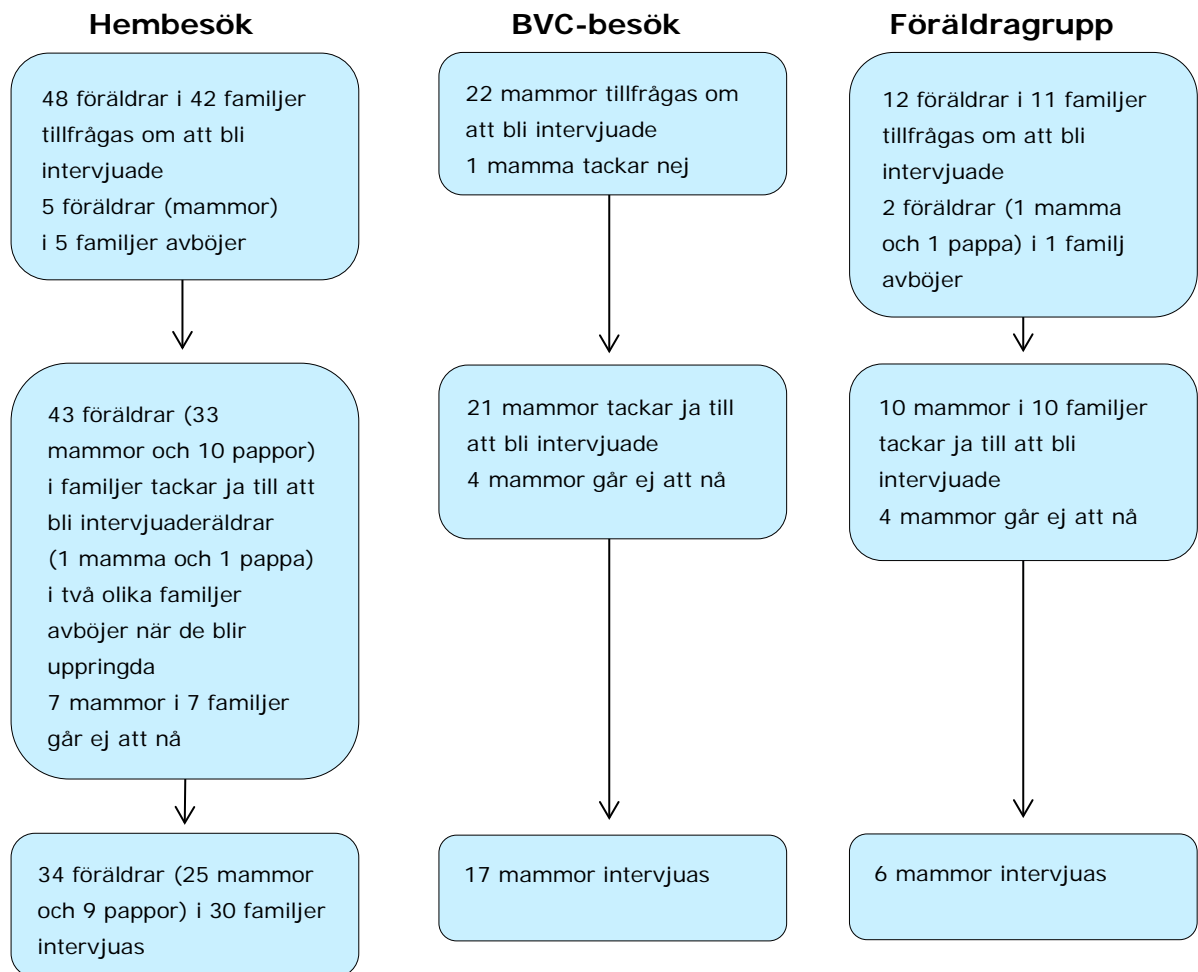 Hembesök
48 föräldrar i 42 familjer
tillfrågas om att bli
intervjuade
5 föräldrar (mammor)
i 5 familjer avböjer
43 föräldrar (33
mammor och 10 pappor)
i familjer tackar ja till att
bli intervjuaderäldrar
(1 mamma och 1 pappa)
i två olika familjer
avböjer när de blir
uppringda
7 mammor i 7 familjer
går ej att nå
34 föräldrar (25 mammor
och 9 pappor) i 30 familjer
intervjuas
BVC-besök
22 mammor tillfrågas om
att bli intervjuade
1 mamma tackar nej
21 mammor tackar ja till
att bli intervjuade
4 mammor går ej att nå
17 mammor intervjuas
Föräldragrupp
12 föräldrar i 11 familjer
tillfrågas om att bli
intervjuade
2 föräldrar (1 mamma
och 1 pappa) i 1 familj
avböjer
10 mammor i 10 familjer
tackar ja till att bli
intervjuade
4 mammor går ej att nå
6 mammor intervjuas